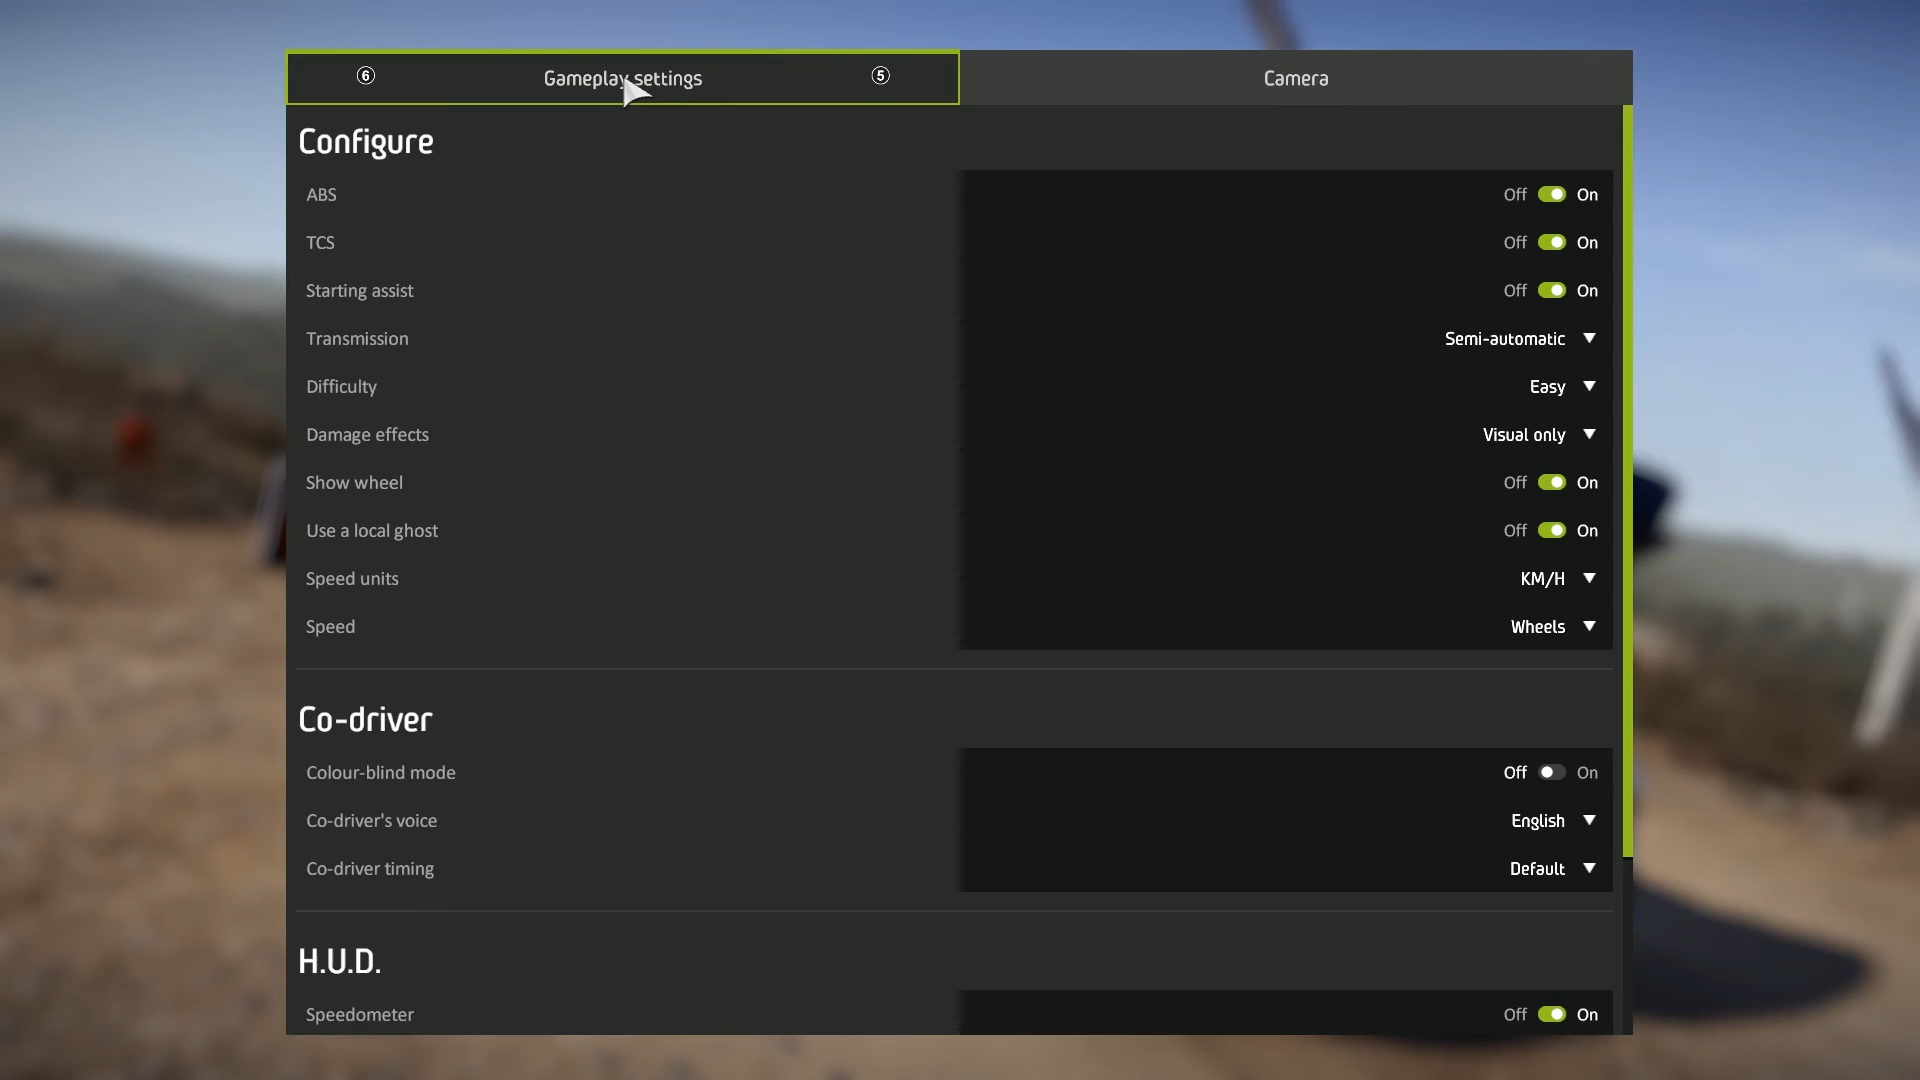 ⑥ Gameplay settings ⑤ Camera
Configure
ABS Off On
TCS Off On
Starting assist Off On
Transmission Semi-automatic
Difficulty Easy
Damage effects Visual only
Show wheel Off On
Use a local ghost Off On
Speed units KM/H
Speed Wheels
Co-driver
Colour-blind mode Off On
Co-driver's voice English
Co-driver timing Default
H.U.D.
Speedometer Off On